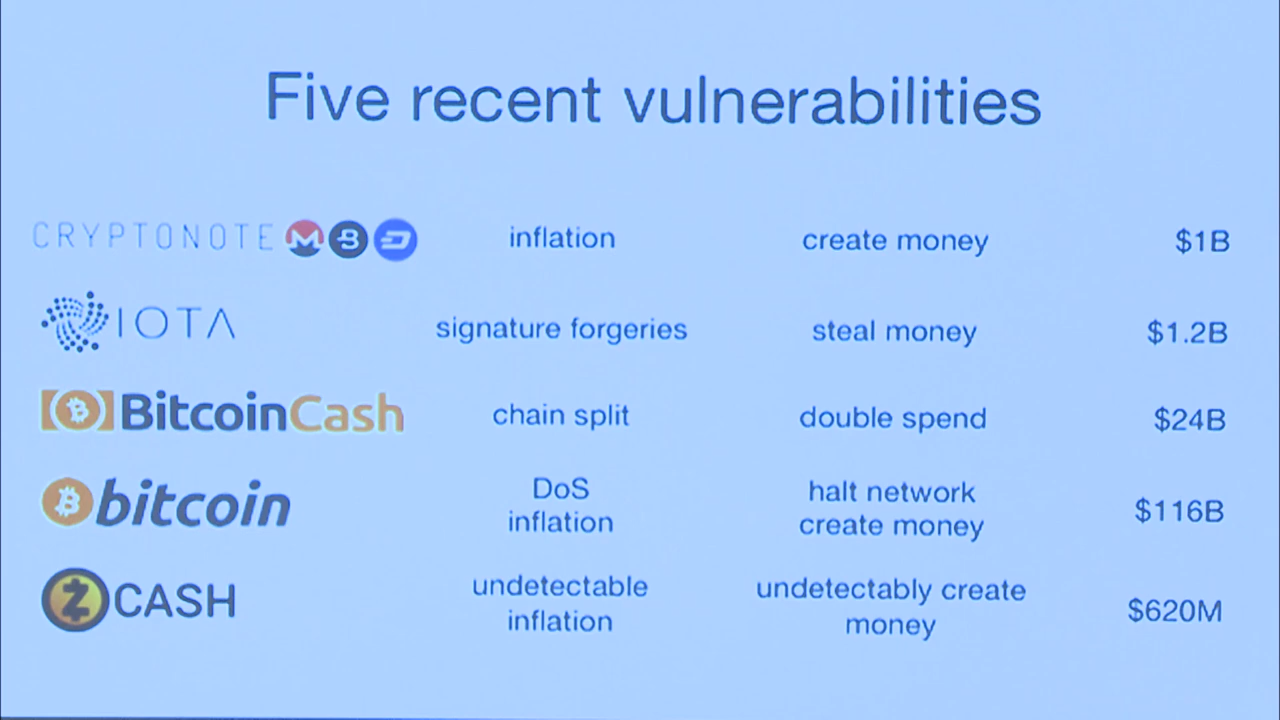 Five recent vulnerabilities
CRYPTONOTE inflation create money $1B
IOTA signature forgeries steal money $1.2B
BitcoinCash chain split double spend $24B
bitcoin DoS inflation halt network create money $116B
ZCASH undetectable inflation undetectably create money $620M